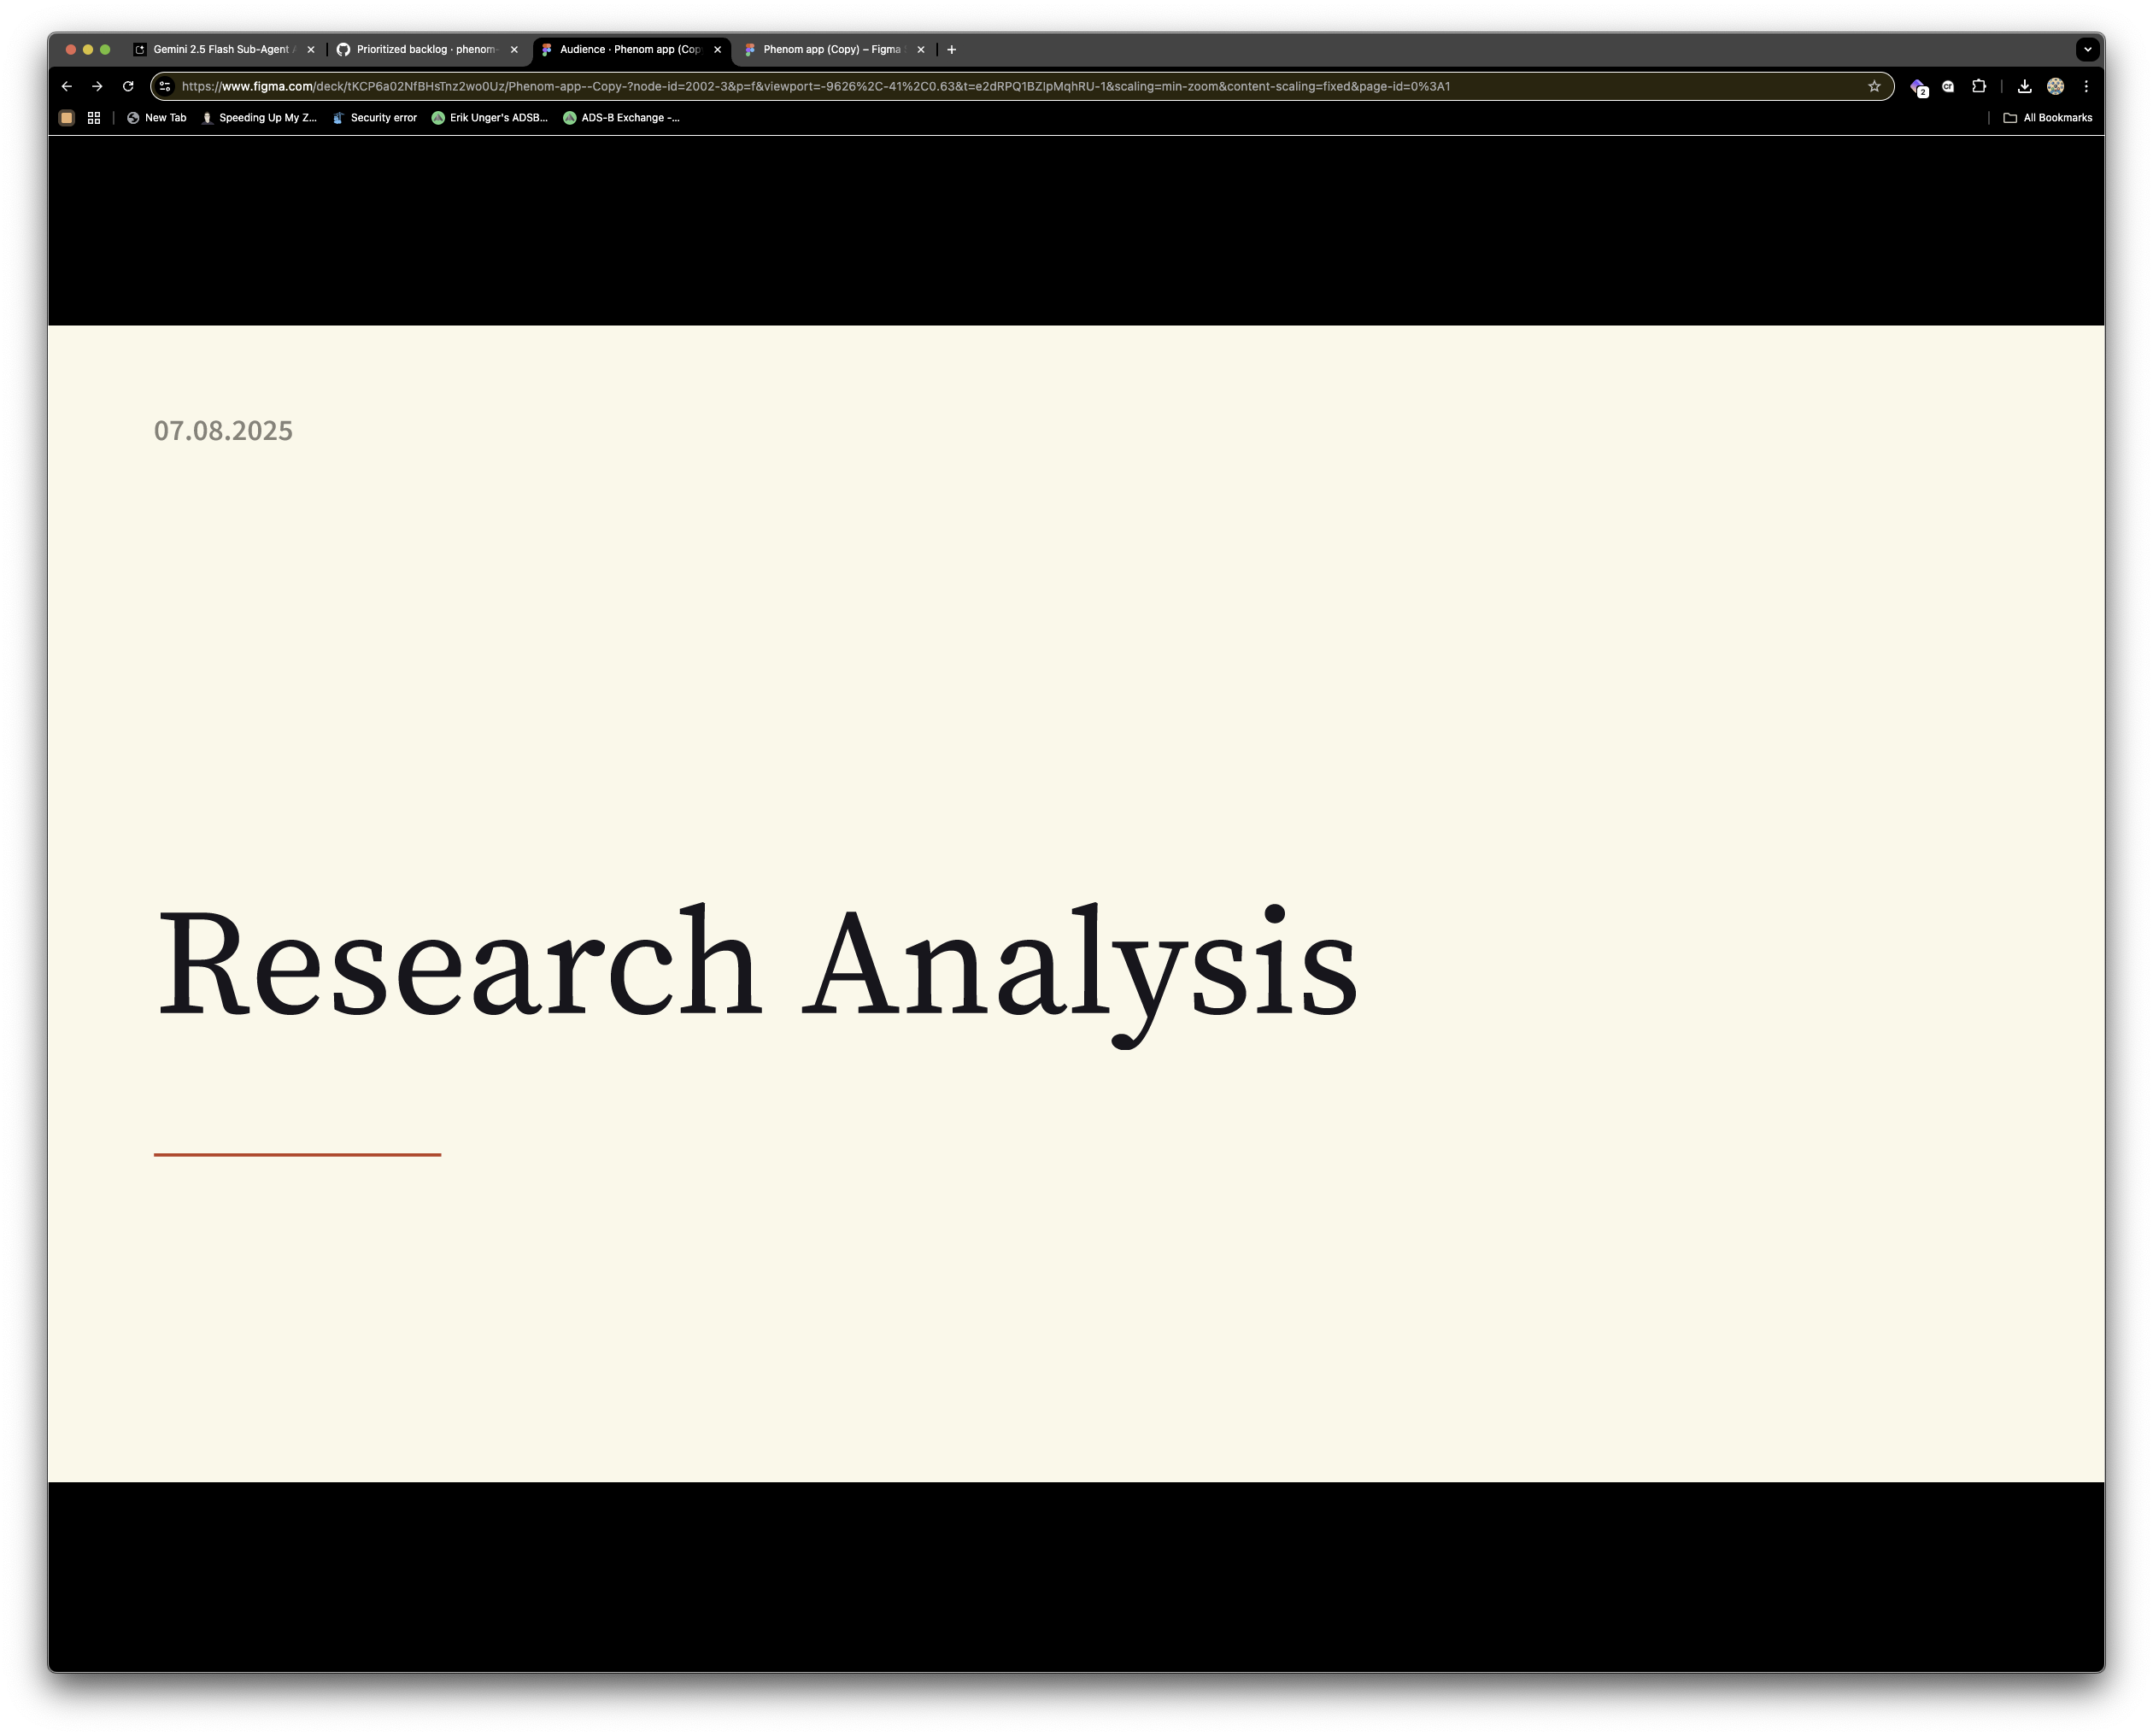 Gemini 2.5 Flash Sub-Agent
Prioritized backlog · phenom-
Audience · Phenom app (Cop
Phenom app (Copy) – Figma
https://www.figma.com/deck/tKCP6a02NfBHsTnz2wo0Uz/Phenom-app--Copy-?node-id=2002-3&p=f&viewport=-9626%2C-41%2C0.63&t=e2dRPQ1BZIpMqhRU-1&scaling=min-zoom&content-scaling=fixed&page-id=0%3A1
2
New Tab
Speeding Up My Z...
Security error
Erik Unger's ADSB...
ADS-B Exchange -...
All Bookmarks
07.08.2025
Research Analysis